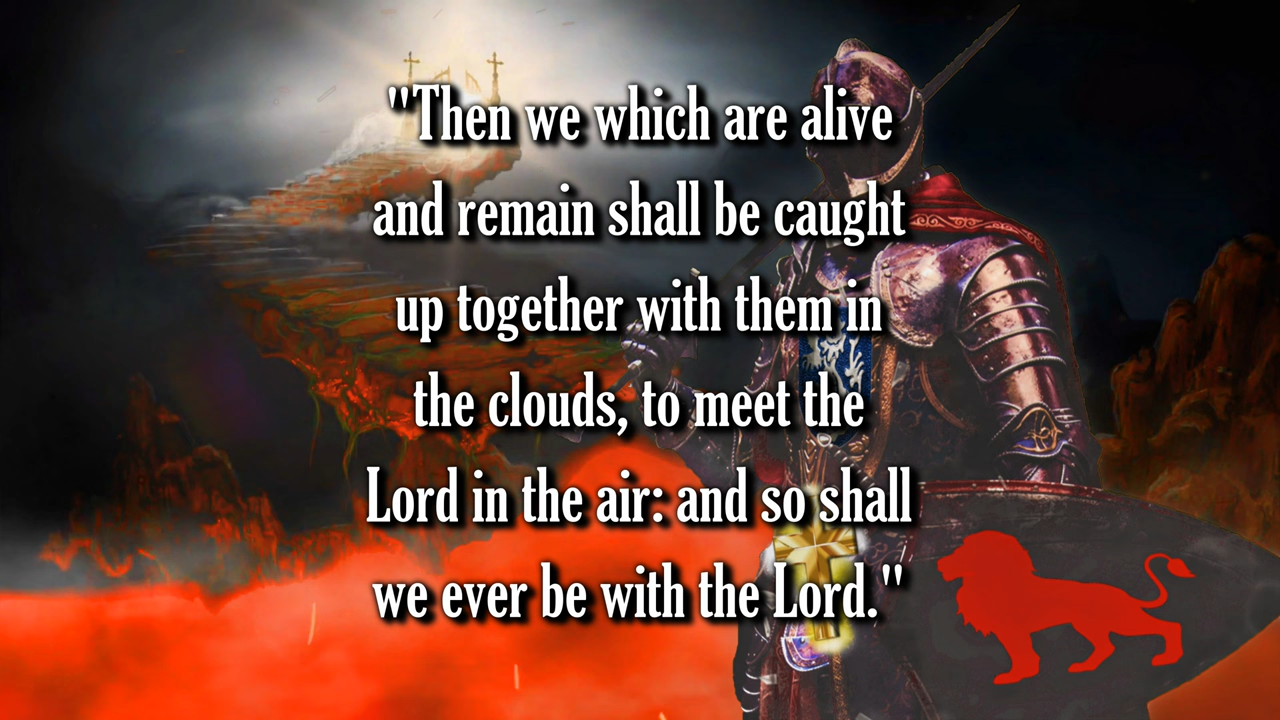 "Then we which are alive
and remain shall be caught
up together with them in
the clouds, to meet the
Lord in the air: and so shall
we ever be with the Lord."